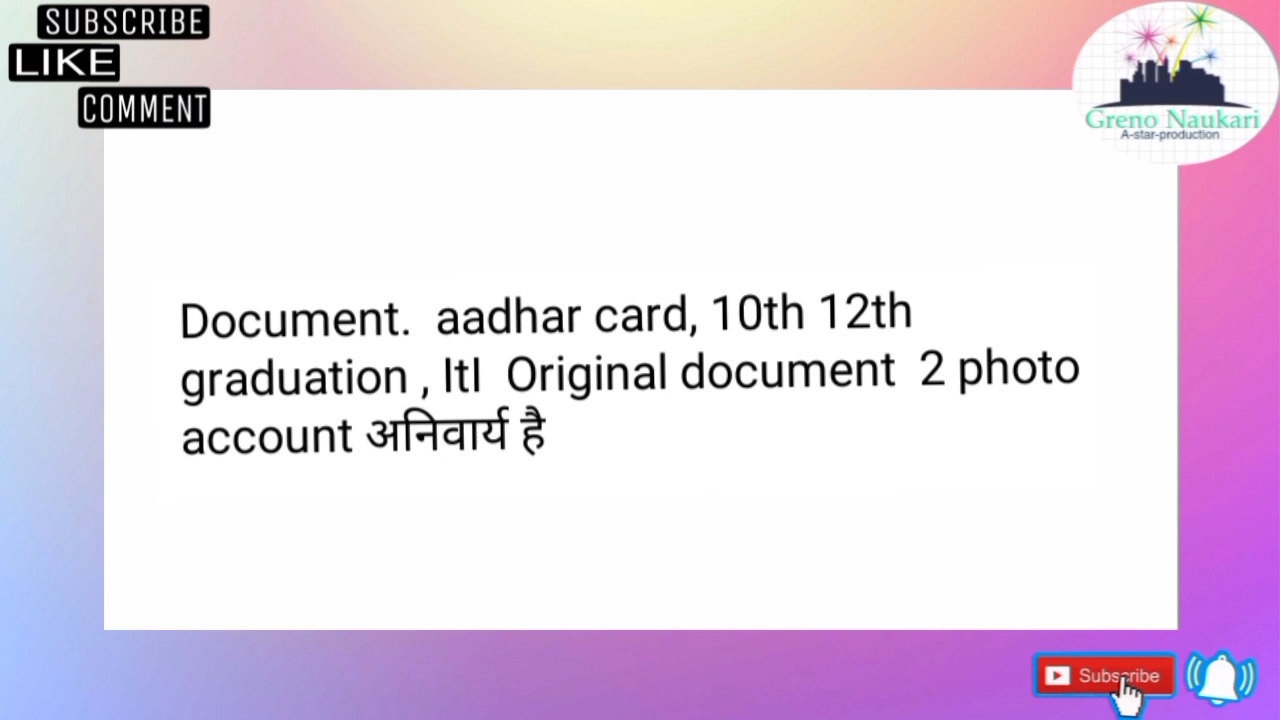 SUBSCRIBE
LIKE
COMMENT
Greno Naukari
A-star-production
Document. aadhar card, 10th 12th
graduation , ItI Original document 2 photo
account अनिवार्य है
Subscribe